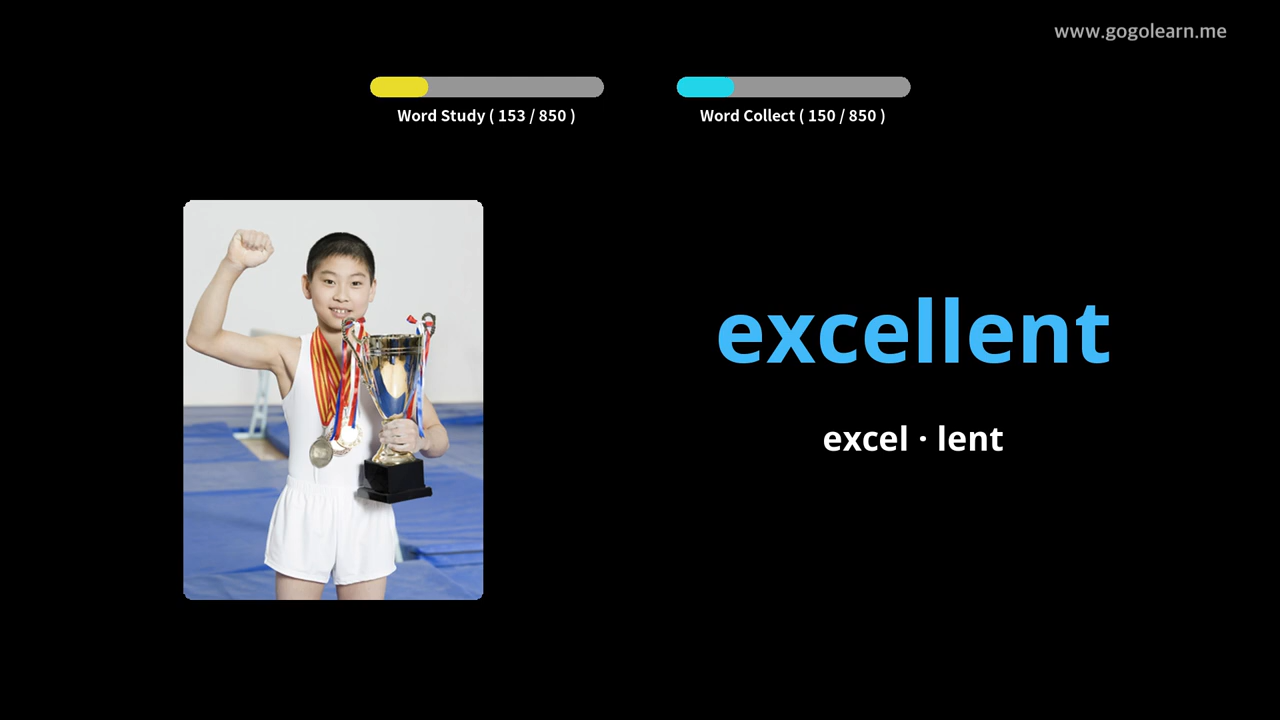 www.gogolearn.me
Word Study ( 153 / 850 )
Word Collect ( 150 / 850 )
excellent
excel · lent